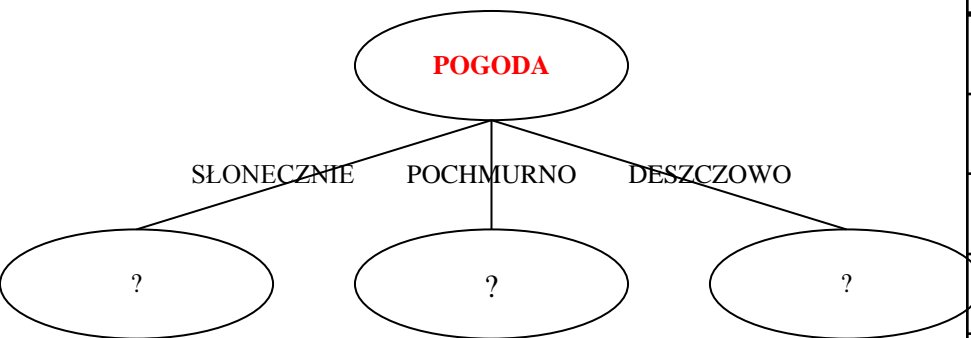 POGODA
SŁONECZNIE POCHMURNO DESZCZOWO
? ? ?